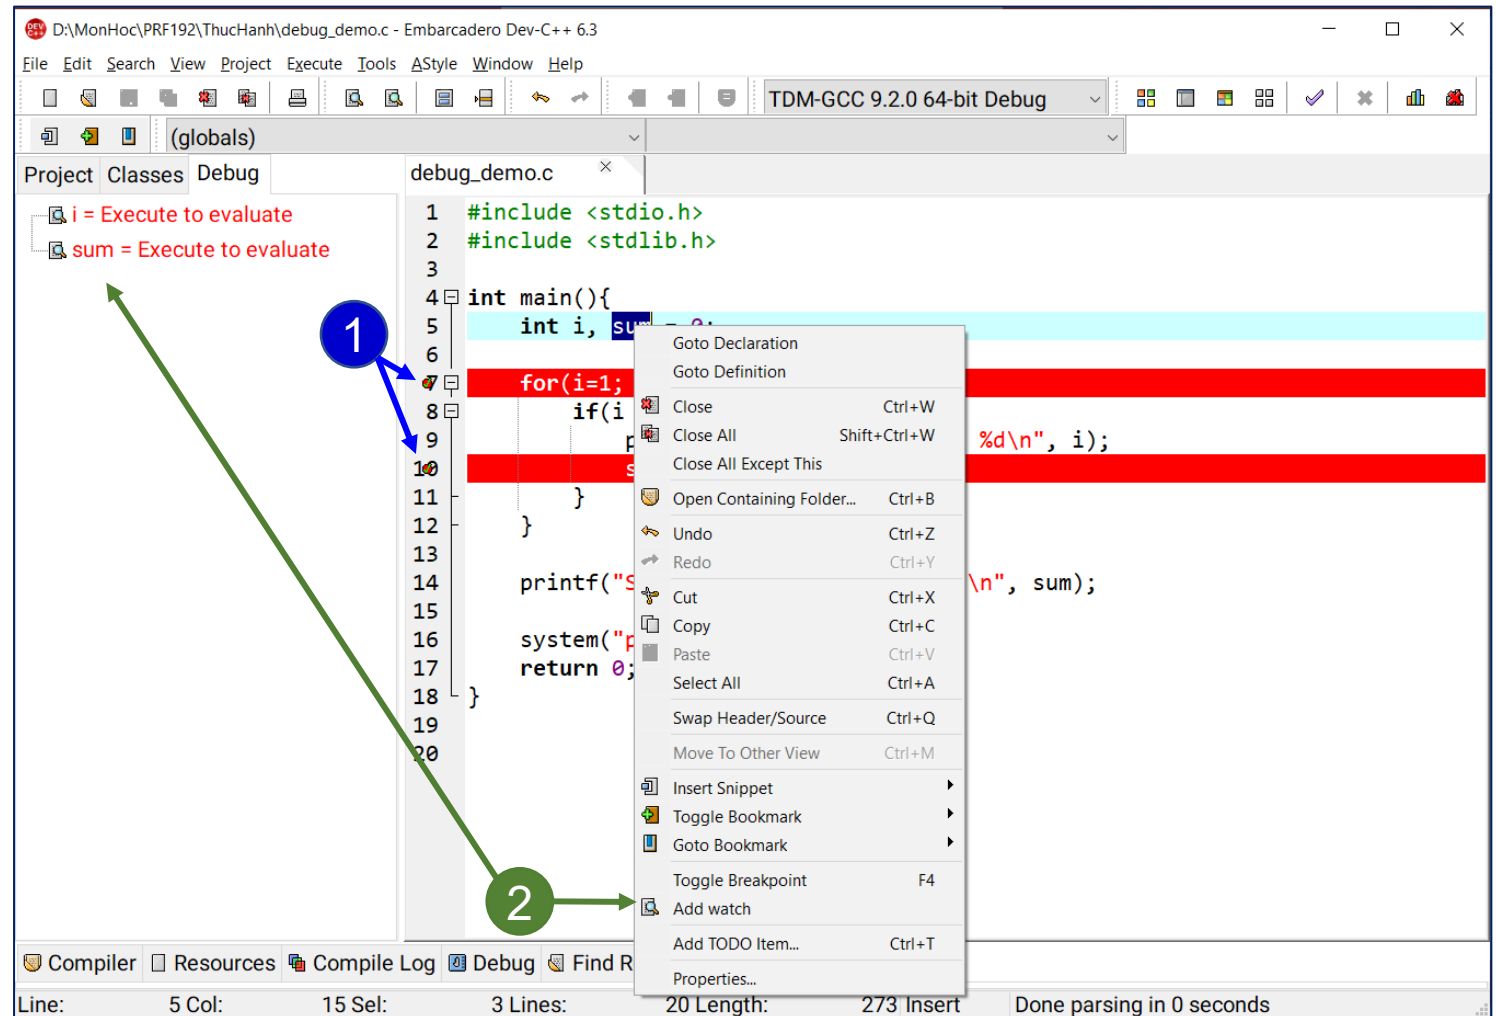 D:\MonHoc\PRF192\ThucHanh\debug_demo.c - Embarcadero Dev-C++ 6.3
File Edit Search View Project Execute Tools AStyle Window Help
TDM-GCC 9.2.0 64-bit Debug
(globals)
Project Classes Debug
debug_demo.c
i = Execute to evaluate
sum = Execute to evaluate
1 #include <stdio.h>
2 #include <stdlib.h>
3
4 int main(){
5 int i, sum = 0;
6
7 for(i=1;
8 if(i
9 p %d\n", i);
10 s
11 }
12 }
13
14 printf("S \n", sum);
15
16 system("p
17 return 0;
18 }
19
20
1
2
Goto Declaration
Goto Definition
Close Ctrl+W
Close All Shift+Ctrl+W
Close All Except This
Open Containing Folder... Ctrl+B
Undo Ctrl+Z
Redo Ctrl+Y
Cut Ctrl+X
Copy Ctrl+C
Paste Ctrl+V
Select All Ctrl+A
Swap Header/Source Ctrl+Q
Move To Other View Ctrl+M
Insert Snippet
Toggle Bookmark
Goto Bookmark
Toggle Breakpoint F4
Add watch
Add TODO Item... Ctrl+T
Properties...
Compiler Resources Compile Log Debug Find R
Line: 5 Col: 15 Sel: 3 Lines: 20 Length: 273 Insert Done parsing in 0 seconds